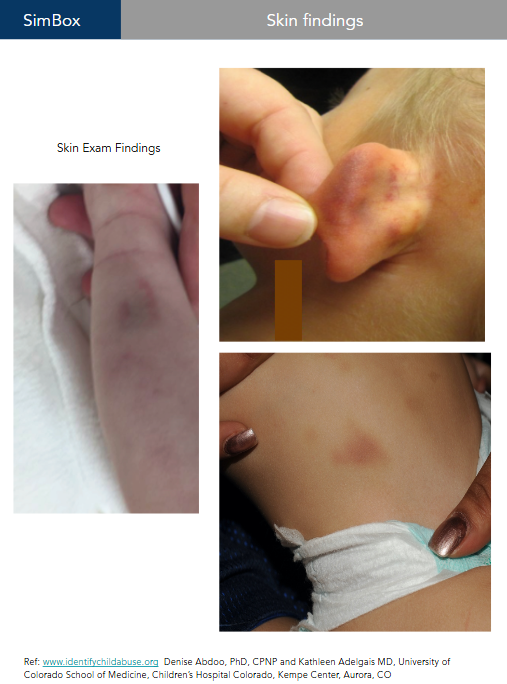 SimBox
Skin findings
Skin Exam Findings
Ref: www.identifychildabuse.org Denise Abdoo, PhD, CPNP and Kathleen Adelgais MD, University of
Colorado School of Medicine, Children's Hospital Colorado, Kempe Center, Aurora, CO